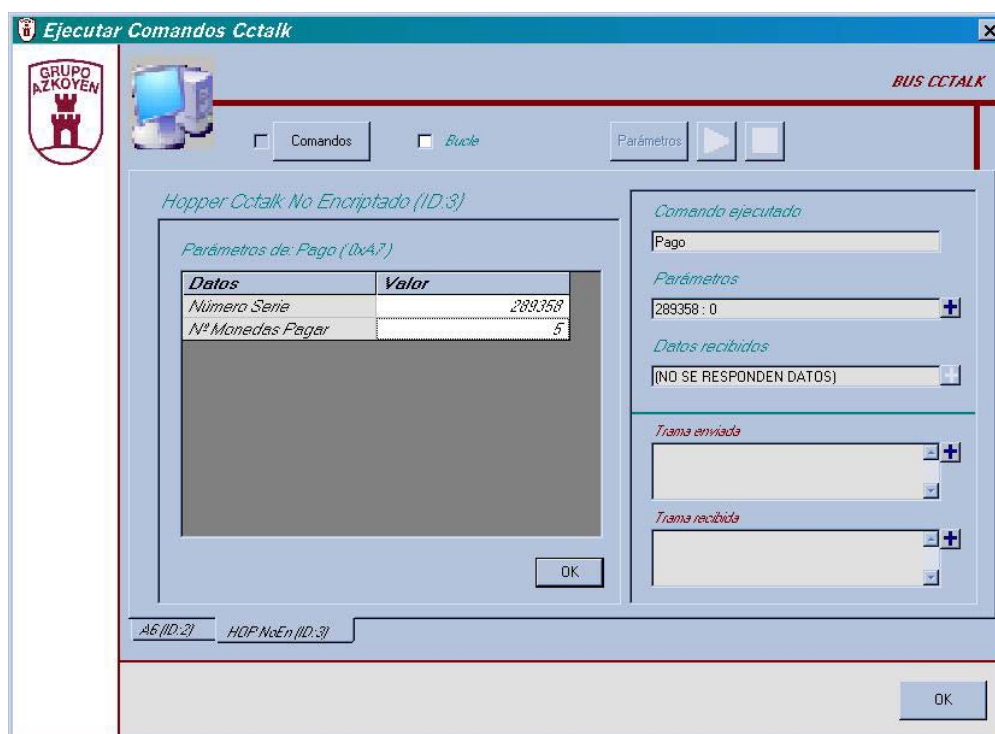 Ejecutar Comandos Cctalk
GRUPO
AZKOYEN
BUS CCTALK
Comandos
Bucle
Parámetros
Hopper Cctalk No Encriptado (ID:3)
Parámetros de: Pago ( 0xA7 )
Datos Valor
Número Serie 289358
Nº Monedas Pagar 5
OK
Comando ejecutado
Pago
Parámetros
289358 : 0
Datos recibidos
(NO SE RESPONDEN DATOS)
Trama enviada
Trama recibida
A6 (ID:2) HOP NoEn (ID:3)
OK